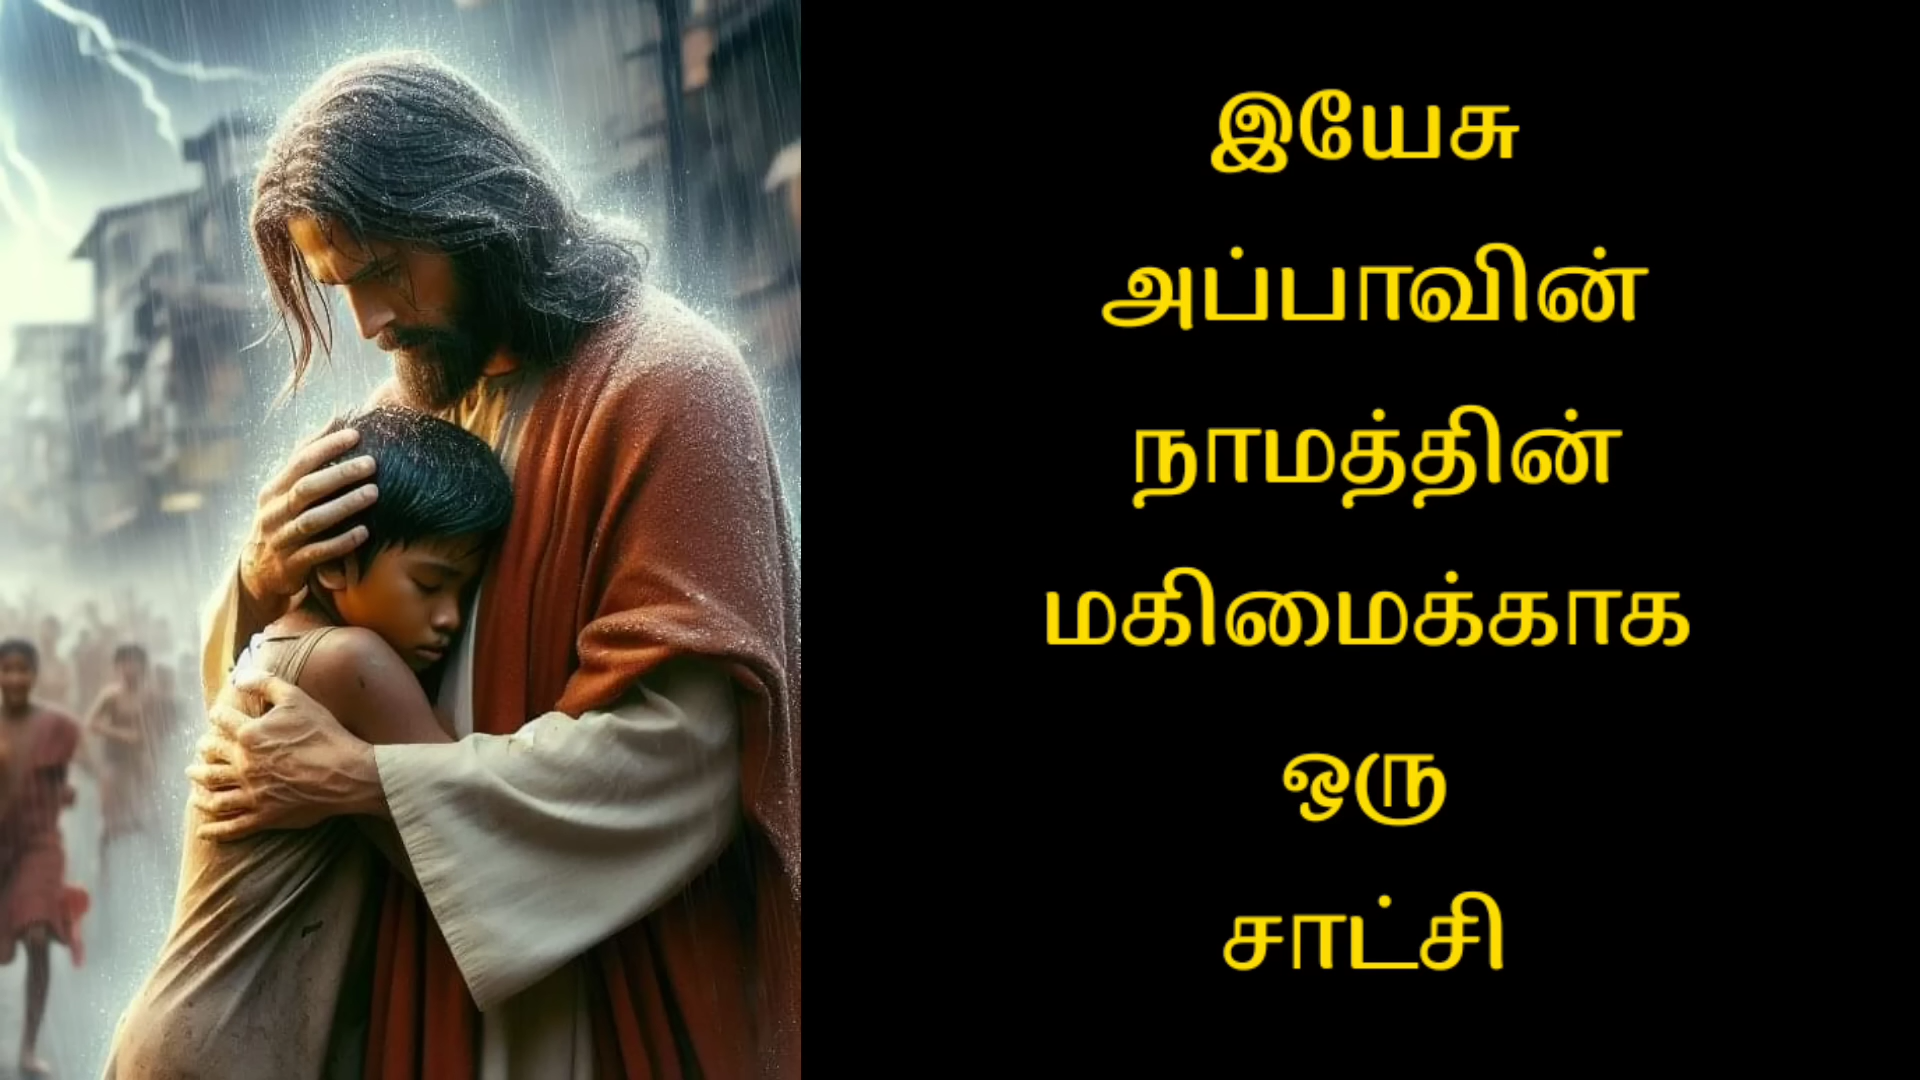 இயேசு
அப்பாவின்
நாமத்தின்
மகிமைக்காக
ஒரு
சாட்சி